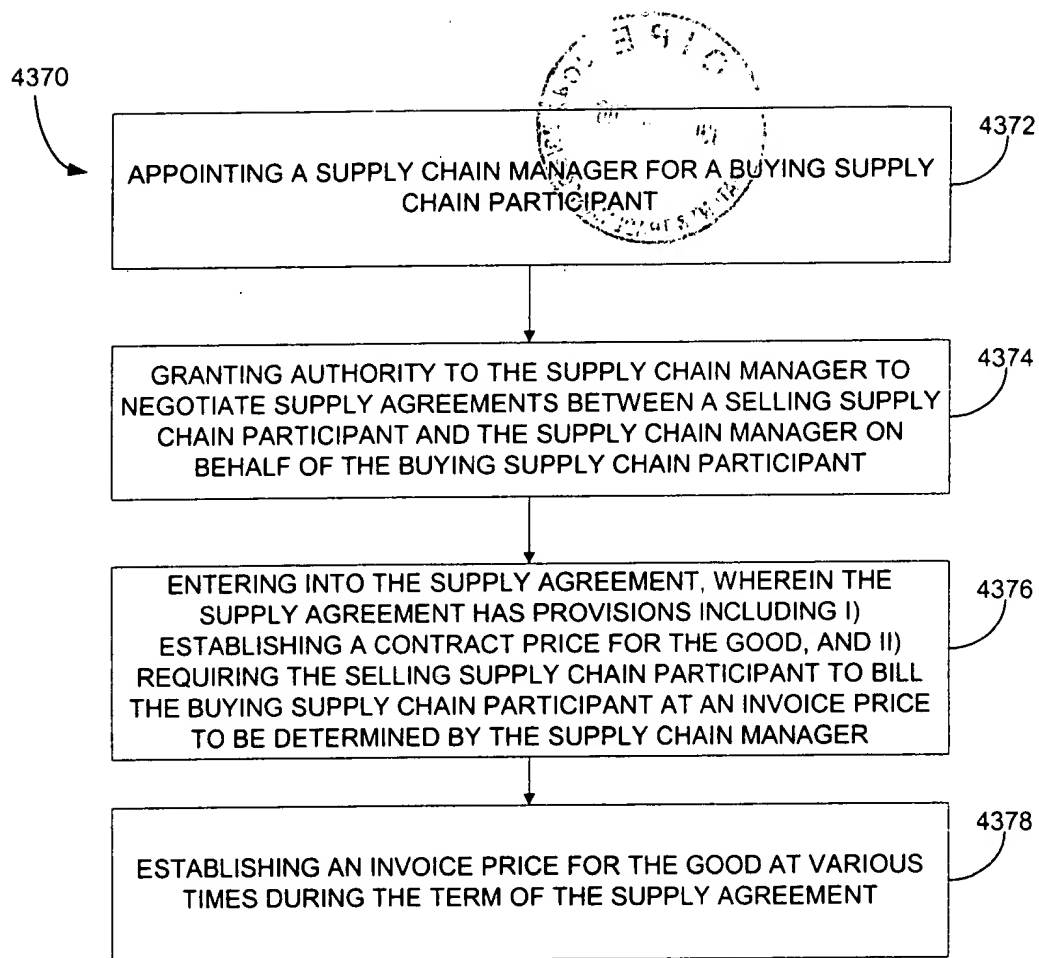 OIPE
4370
4372
APPOINTING A SUPPLY CHAIN MANAGER FOR A BUYING SUPPLY
CHAIN PARTICIPANT
4374
GRANTING AUTHORITY TO THE SUPPLY CHAIN MANAGER TO
NEGOTIATE SUPPLY AGREEMENTS BETWEEN A SELLING SUPPLY
CHAIN PARTICIPANT AND THE SUPPLY CHAIN MANAGER ON
BEHALF OF THE BUYING SUPPLY CHAIN PARTICIPANT
4376
ENTERING INTO THE SUPPLY AGREEMENT, WHEREIN THE
SUPPLY AGREEMENT HAS PROVISIONS INCLUDING I)
ESTABLISHING A CONTRACT PRICE FOR THE GOOD, AND II)
REQUIRING THE SELLING SUPPLY CHAIN PARTICIPANT TO BILL
THE BUYING SUPPLY CHAIN PARTICIPANT AT AN INVOICE PRICE
TO BE DETERMINED BY THE SUPPLY CHAIN MANAGER
4378
ESTABLISHING AN INVOICE PRICE FOR THE GOOD AT VARIOUS
TIMES DURING THE TERM OF THE SUPPLY AGREEMENT